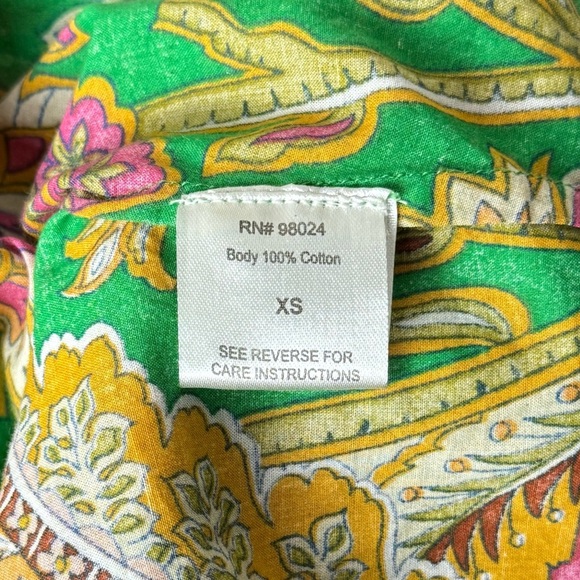 RN# 98024
Body 100% Cotton
XS
SEE REVERSE FOR
CARE INSTRUCTIONS